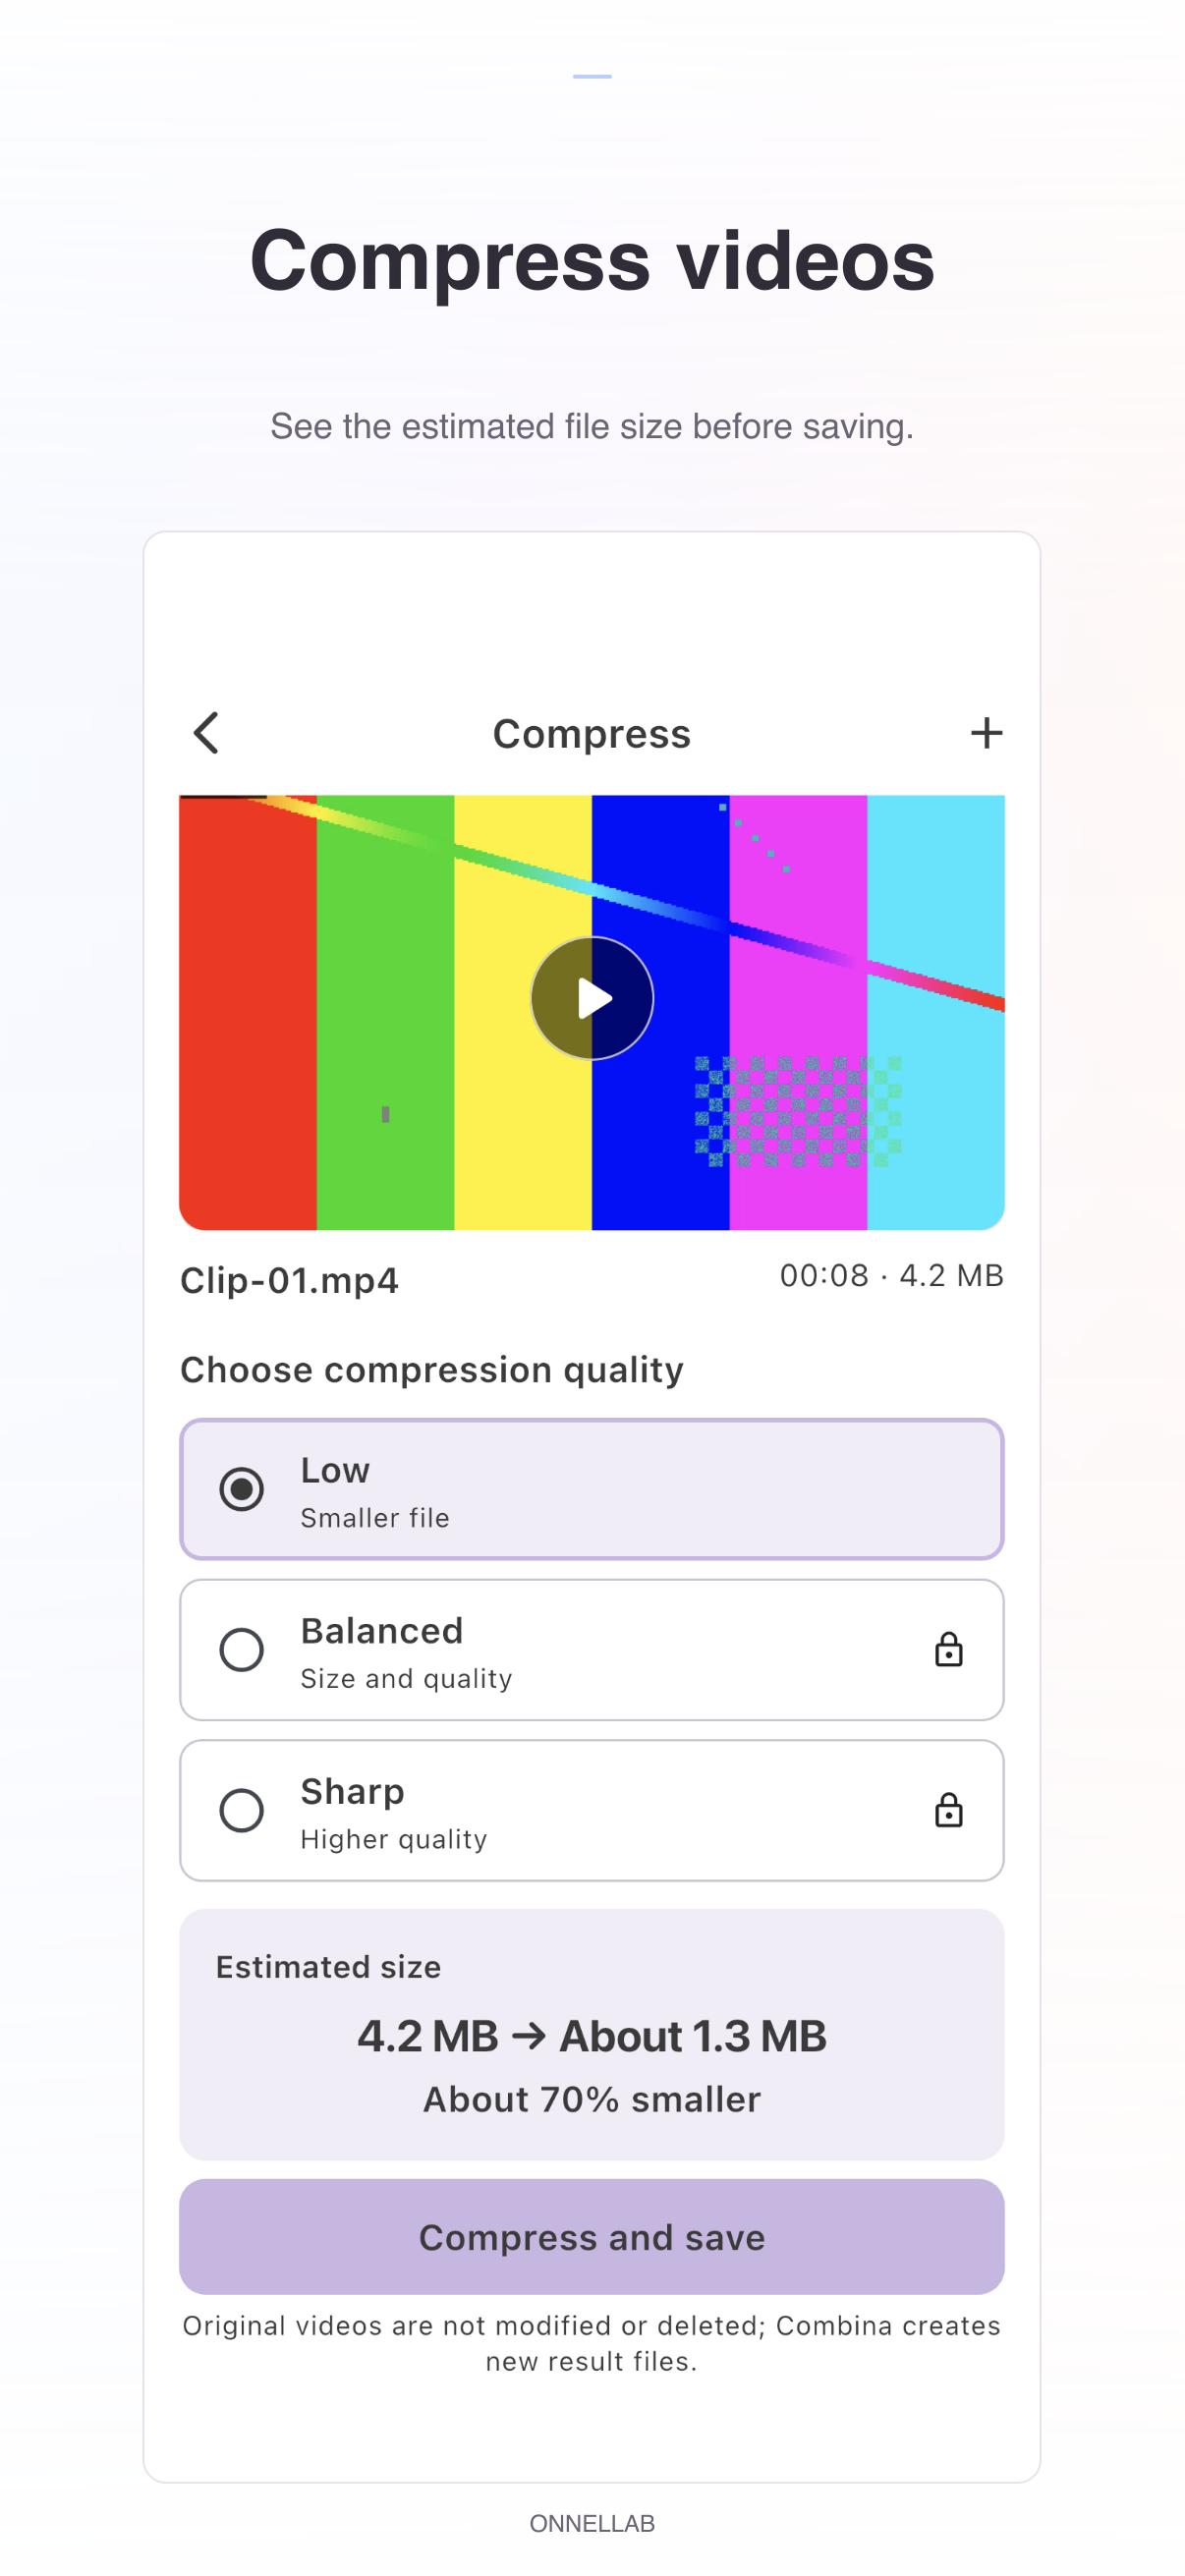 Compress videos
See the estimated file size before saving.
Compress
Clip-01.mp4
00:08 · 4.2 MB
Choose compression quality
Low
Smaller file
Balanced
Size and quality
Sharp
Higher quality
Estimated size
4.2 MB → About 1.3 MB
About 70% smaller
Compress and save
Original videos are not modified or deleted; Combina creates
new result files.
ONNELLAB